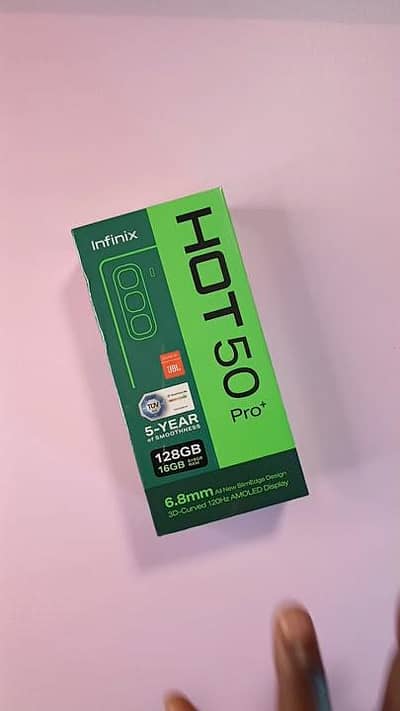 Infinix
HOT 50
Pro+
JBL
TÜV
5-YEAR
OF SMOOTHNESS
128GB
16GB
6.8mm All New SlimEdge Design
3D-Curved 120Hz AMOLED Display